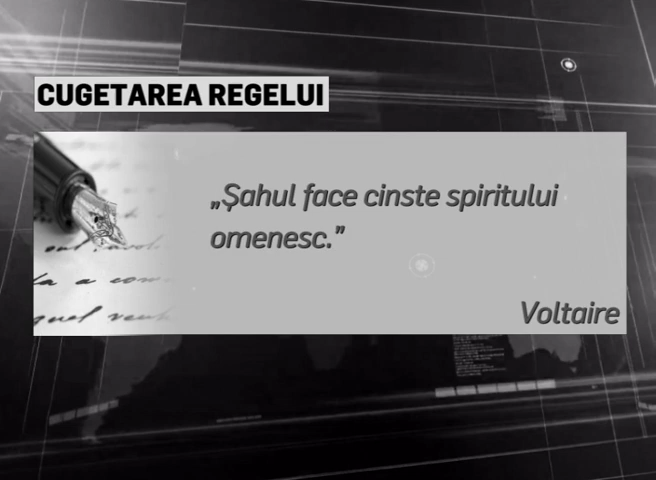 CUGETAREA REGELUI
„Șahul face cinste spiritului
omenesc.”
Voltaire